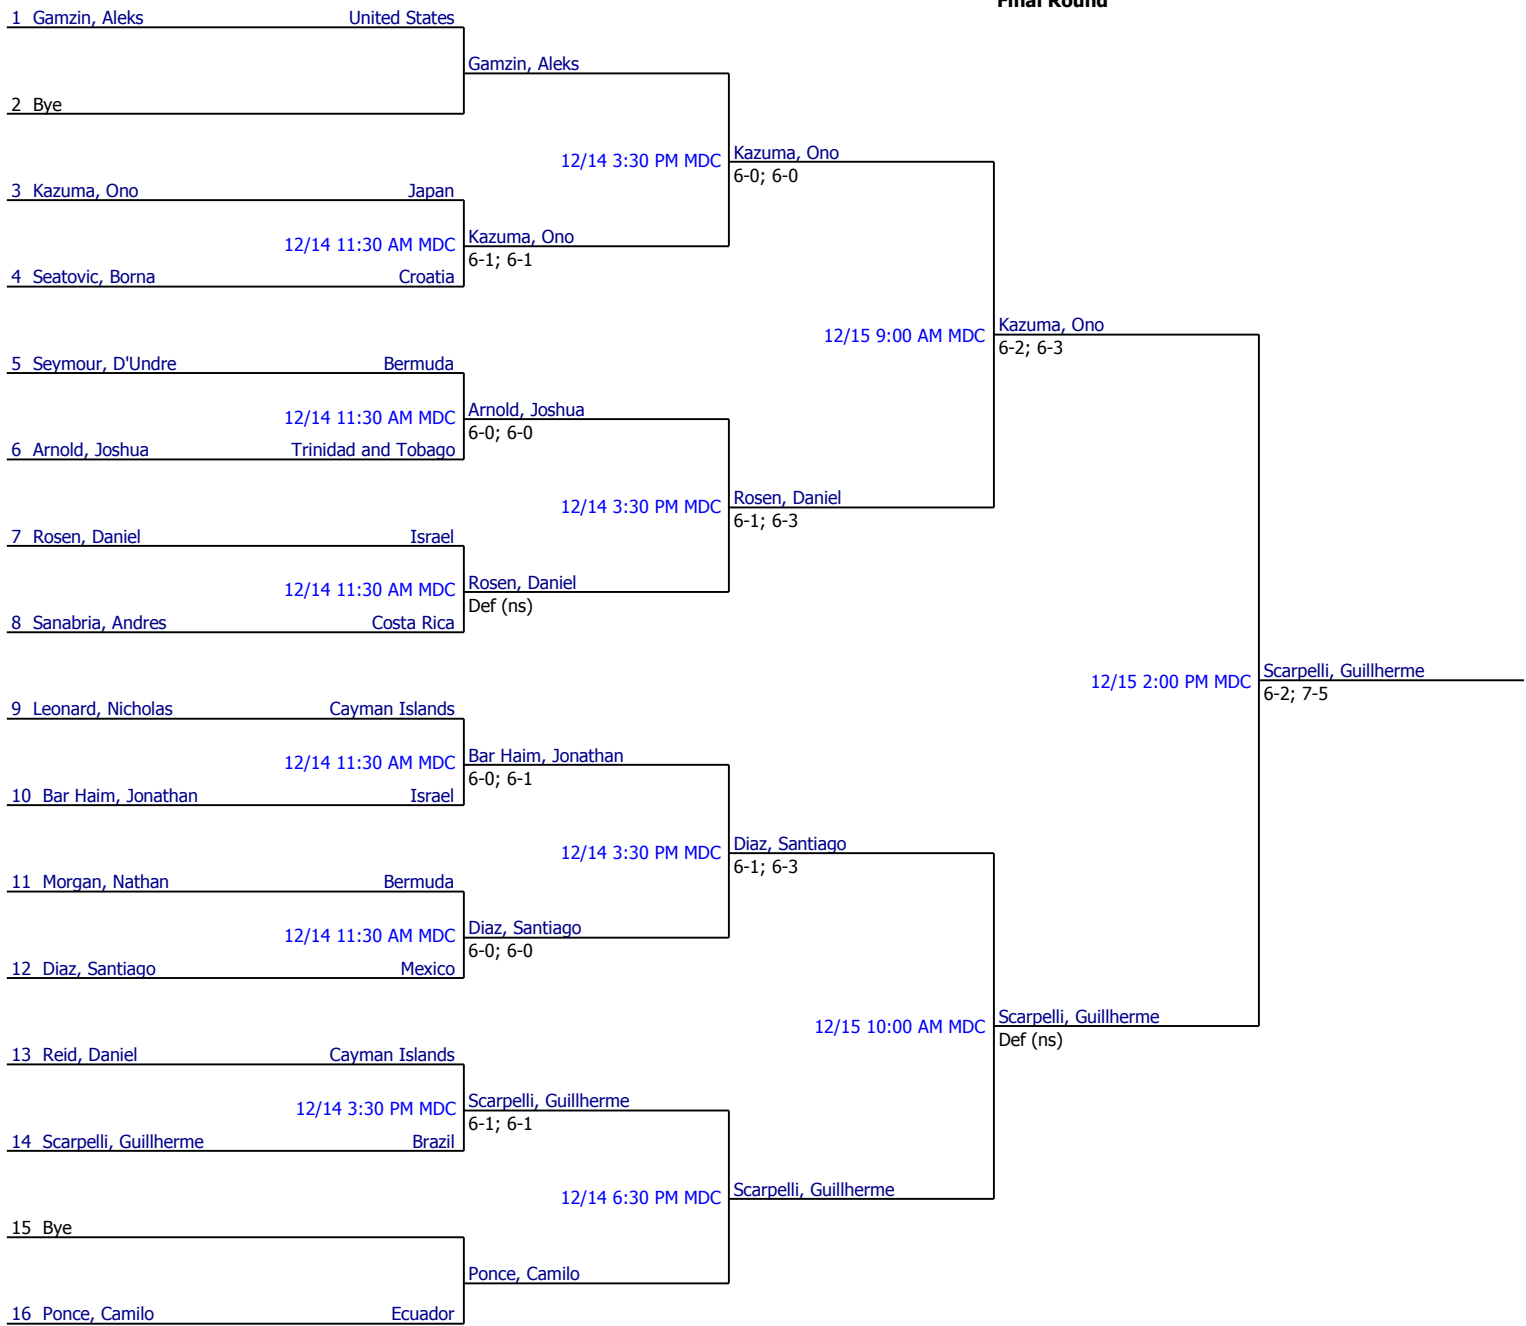 Final Round
1 Gamzin, Aleks United States
Gamzin, Aleks
2 Bye
12/14 3:30 PM MDC Kazuma, Ono
6-0; 6-0
3 Kazuma, Ono Japan
12/14 11:30 AM MDC Kazuma, Ono
6-1; 6-1
4 Seatovic, Borna Croatia
12/15 9:00 AM MDC Kazuma, Ono
6-2; 6-3
5 Seymour, D'Undre Bermuda
12/14 11:30 AM MDC Arnold, Joshua
6-0; 6-0
6 Arnold, Joshua Trinidad and Tobago
12/14 3:30 PM MDC Rosen, Daniel
6-1; 6-3
7 Rosen, Daniel Israel
12/14 11:30 AM MDC Rosen, Daniel
Def (ns)
8 Sanabria, Andres Costa Rica
12/15 2:00 PM MDC Scarpelli, Guillherme
6-2; 7-5
9 Leonard, Nicholas Cayman Islands
12/14 11:30 AM MDC Bar Haim, Jonathan
6-0; 6-1
10 Bar Haim, Jonathan Israel
12/14 3:30 PM MDC Diaz, Santiago
6-1; 6-3
11 Morgan, Nathan Bermuda
12/14 11:30 AM MDC Diaz, Santiago
6-0; 6-0
12 Diaz, Santiago Mexico
12/15 10:00 AM MDC Scarpelli, Guillherme
Def (ns)
13 Reid, Daniel Cayman Islands
12/14 3:30 PM MDC Scarpelli, Guillherme
6-1; 6-1
14 Scarpelli, Guillherme Brazil
12/14 6:30 PM MDC Scarpelli, Guillherme
15 Bye
Ponce, Camilo
16 Ponce, Camilo Ecuador